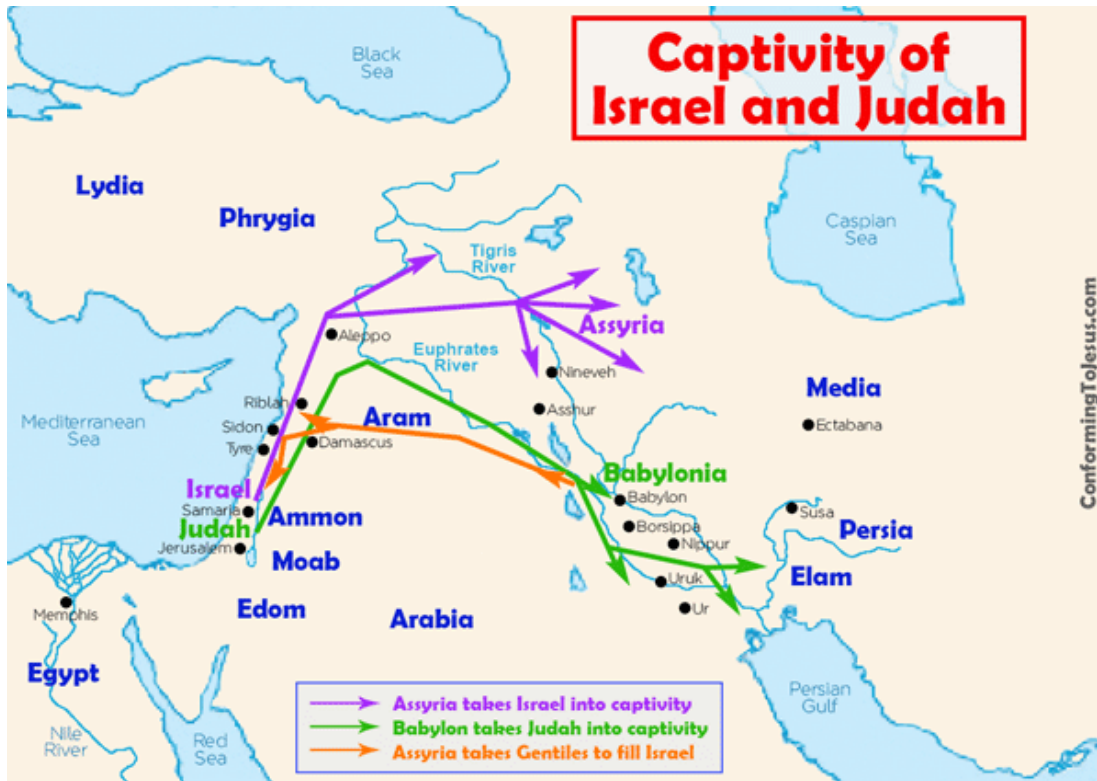 Captivity of
Israel and Judah
Black
Sea
Lydia
Phrygia
Caspian
Sea
Tigris
River
Assyria
Aleppo
Euphrates
River
Nineveh
Media
Mediterranean
Sea
Riblah
Aram
Asshur
Ectabana
Sidon
Damascus
Tyre
Israel
Babylonia
Samaria
Ammon
Babylon
Susa
Judah
Borsippa
Persia
Jerusalem
Nippur
Moab
Elam
Uruk
Memphis
Edom
Arabia
Ur
Egypt
Persian
Gulf
Nile
River
Red
Sea
Assyria takes Israel into captivity
Babylon takes Judah into captivity
Assyria takes Gentiles to fill Israel
ConformingToJesus.com